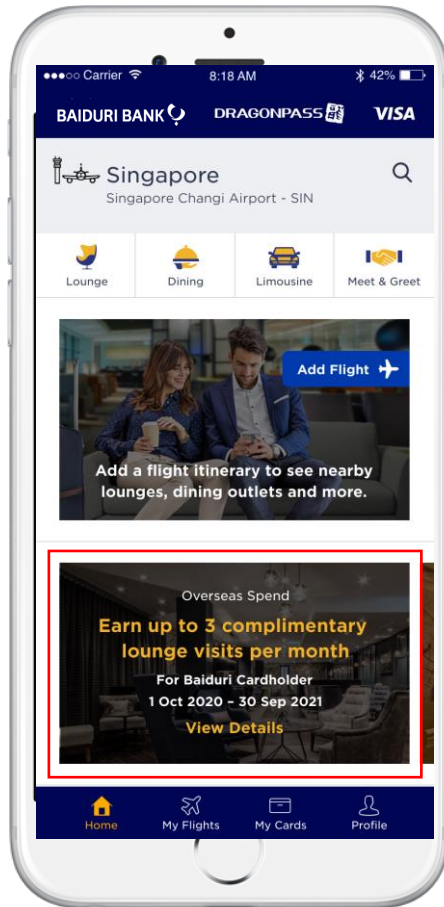 ●●●○○ Carrier 8:18 AM 42%
BAIDURI BANK DRAGONPASS VISA
Singapore
Singapore Changi Airport - SIN
Lounge Dining Limousine Meet & Greet
Add Flight
Add a flight itinerary to see nearby
lounges, dining outlets and more.
Overseas Spend
Earn up to 3 complimentary
lounge visits per month
For Baiduri Cardholder
1 Oct 2020 – 30 Sep 2021
View Details
Home My Flights My Cards Profile